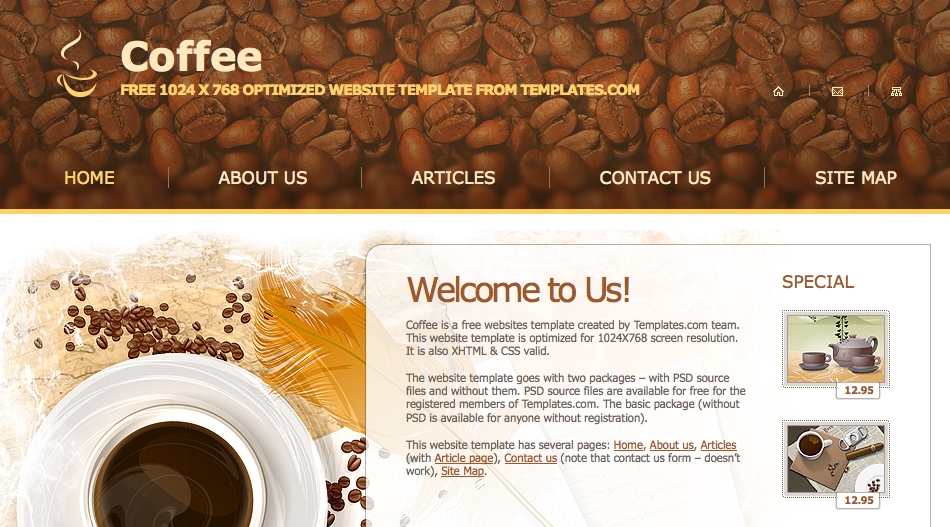 Coffee
FREE 1024 X 768 OPTIMIZED WEBSITE TEMPLATE FROM TEMPLATES.COM
HOME
ABOUT US
ARTICLES
CONTACT US
SITE MAP
Welcome to Us!
Coffee is a free websites template created by Templates.com team.
This website template is optimized for 1024X768 screen resolution.
It is also XHTML & CSS valid.
The website template goes with two packages – with PSD source
files and without them. PSD source files are available for free for the
registered members of Templates.com. The basic package (without
PSD is available for anyone without registration).
This website template has several pages: Home, About us, Articles
(with Article page), Contact us (note that contact us form – doesn't
work), Site Map.
SPECIAL
12.95
12.95